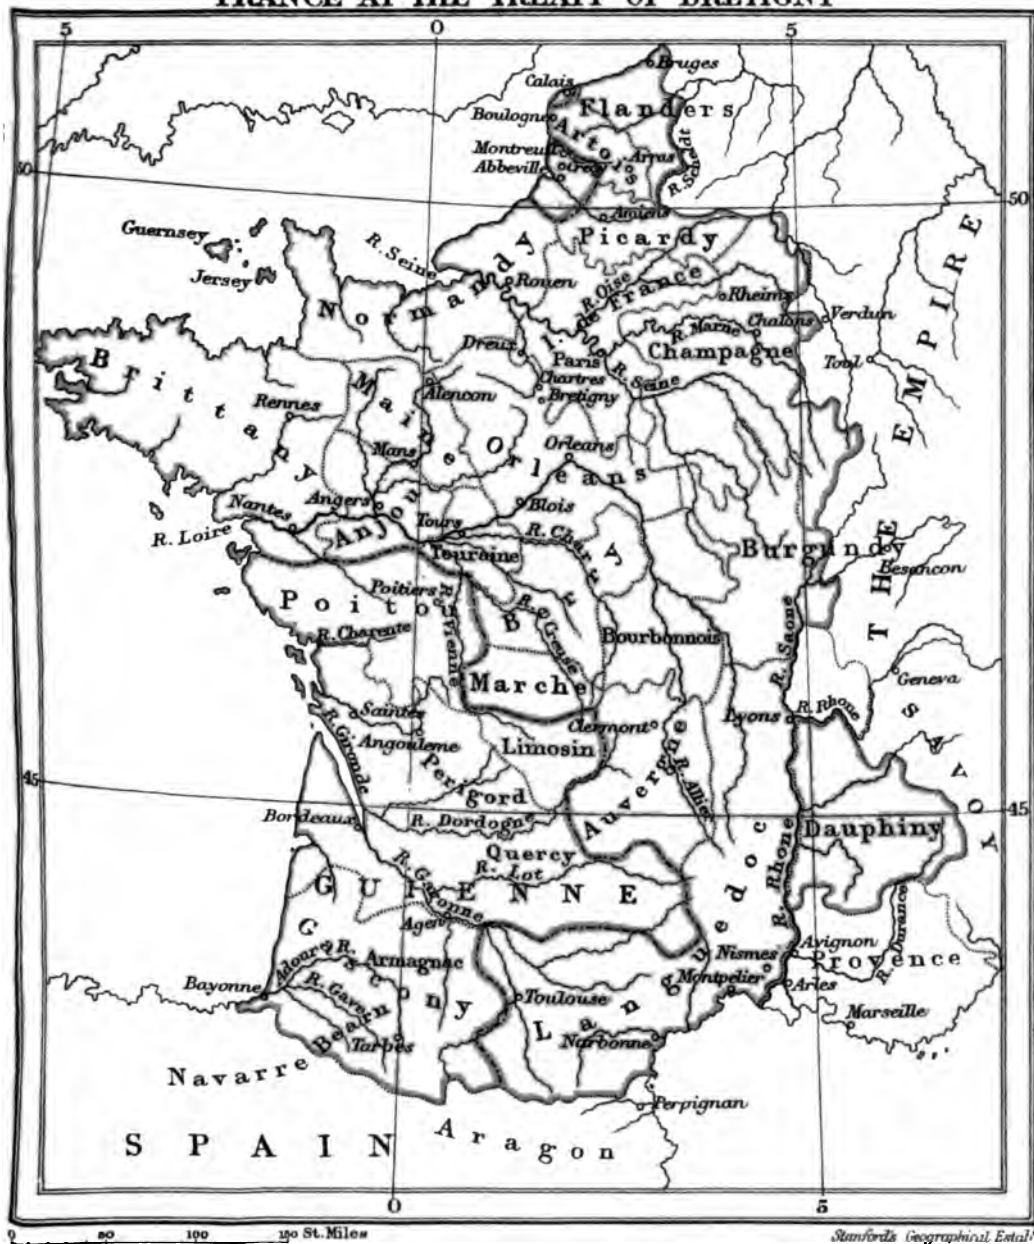 FRANCE AT THE TREATY OF BRETIGNY
5 0 5
Bruges
Calais
Flanders
Boulogne
Artois
Montreuil
Arras
R. Scheldt
Abbeville
50
50
Amiens
Picardy
Guernsey
Jersey
R. Seine
Normandy
Rouen
R. Oise
I. de France
Rheims
R. Marne
Chalons
Verdun
Dreux
Paris
Champagne
Toul
THE EMPIRE
Brittany
Maine
Alencon
Chartres
R. Seine
Bretigny
Rennes
Mans
Orleans
Orleans
Angers
Blois
Nantes
Anjou
Tours
R. Cher
R. Loire
Touraine
Burgundy
Besancon
Poitiers
Poitou
R. Vienne
R. Creuse
R. Charente
Bourbonnois
R. Saone
Marche
Geneva
SAVOY
Saintes
Clermont
Lyons
R. Rhone
Angouleme
Limosin
R. Gironde
Perigord
Auvergne
R. Allier
45
45
Bordeaux
R. Dordogne
Dauphiny
Quercy
R. Lot
R. Garonne
GUIENNE
R. Rhone
Agen
R. Durance
Gascony
Adour R.
Armagnac
Nismes
Avignon
Provence
Bayonne
R. Gave
Toulouse
Languedoc
Montpelier
Arles
Bearn
Tarbes
Narbonne
Marseille
Navarre
Perpignan
SPAIN
Aragon
0 5
0 50 100 150 St. Miles
Stanford's Geographical Estab